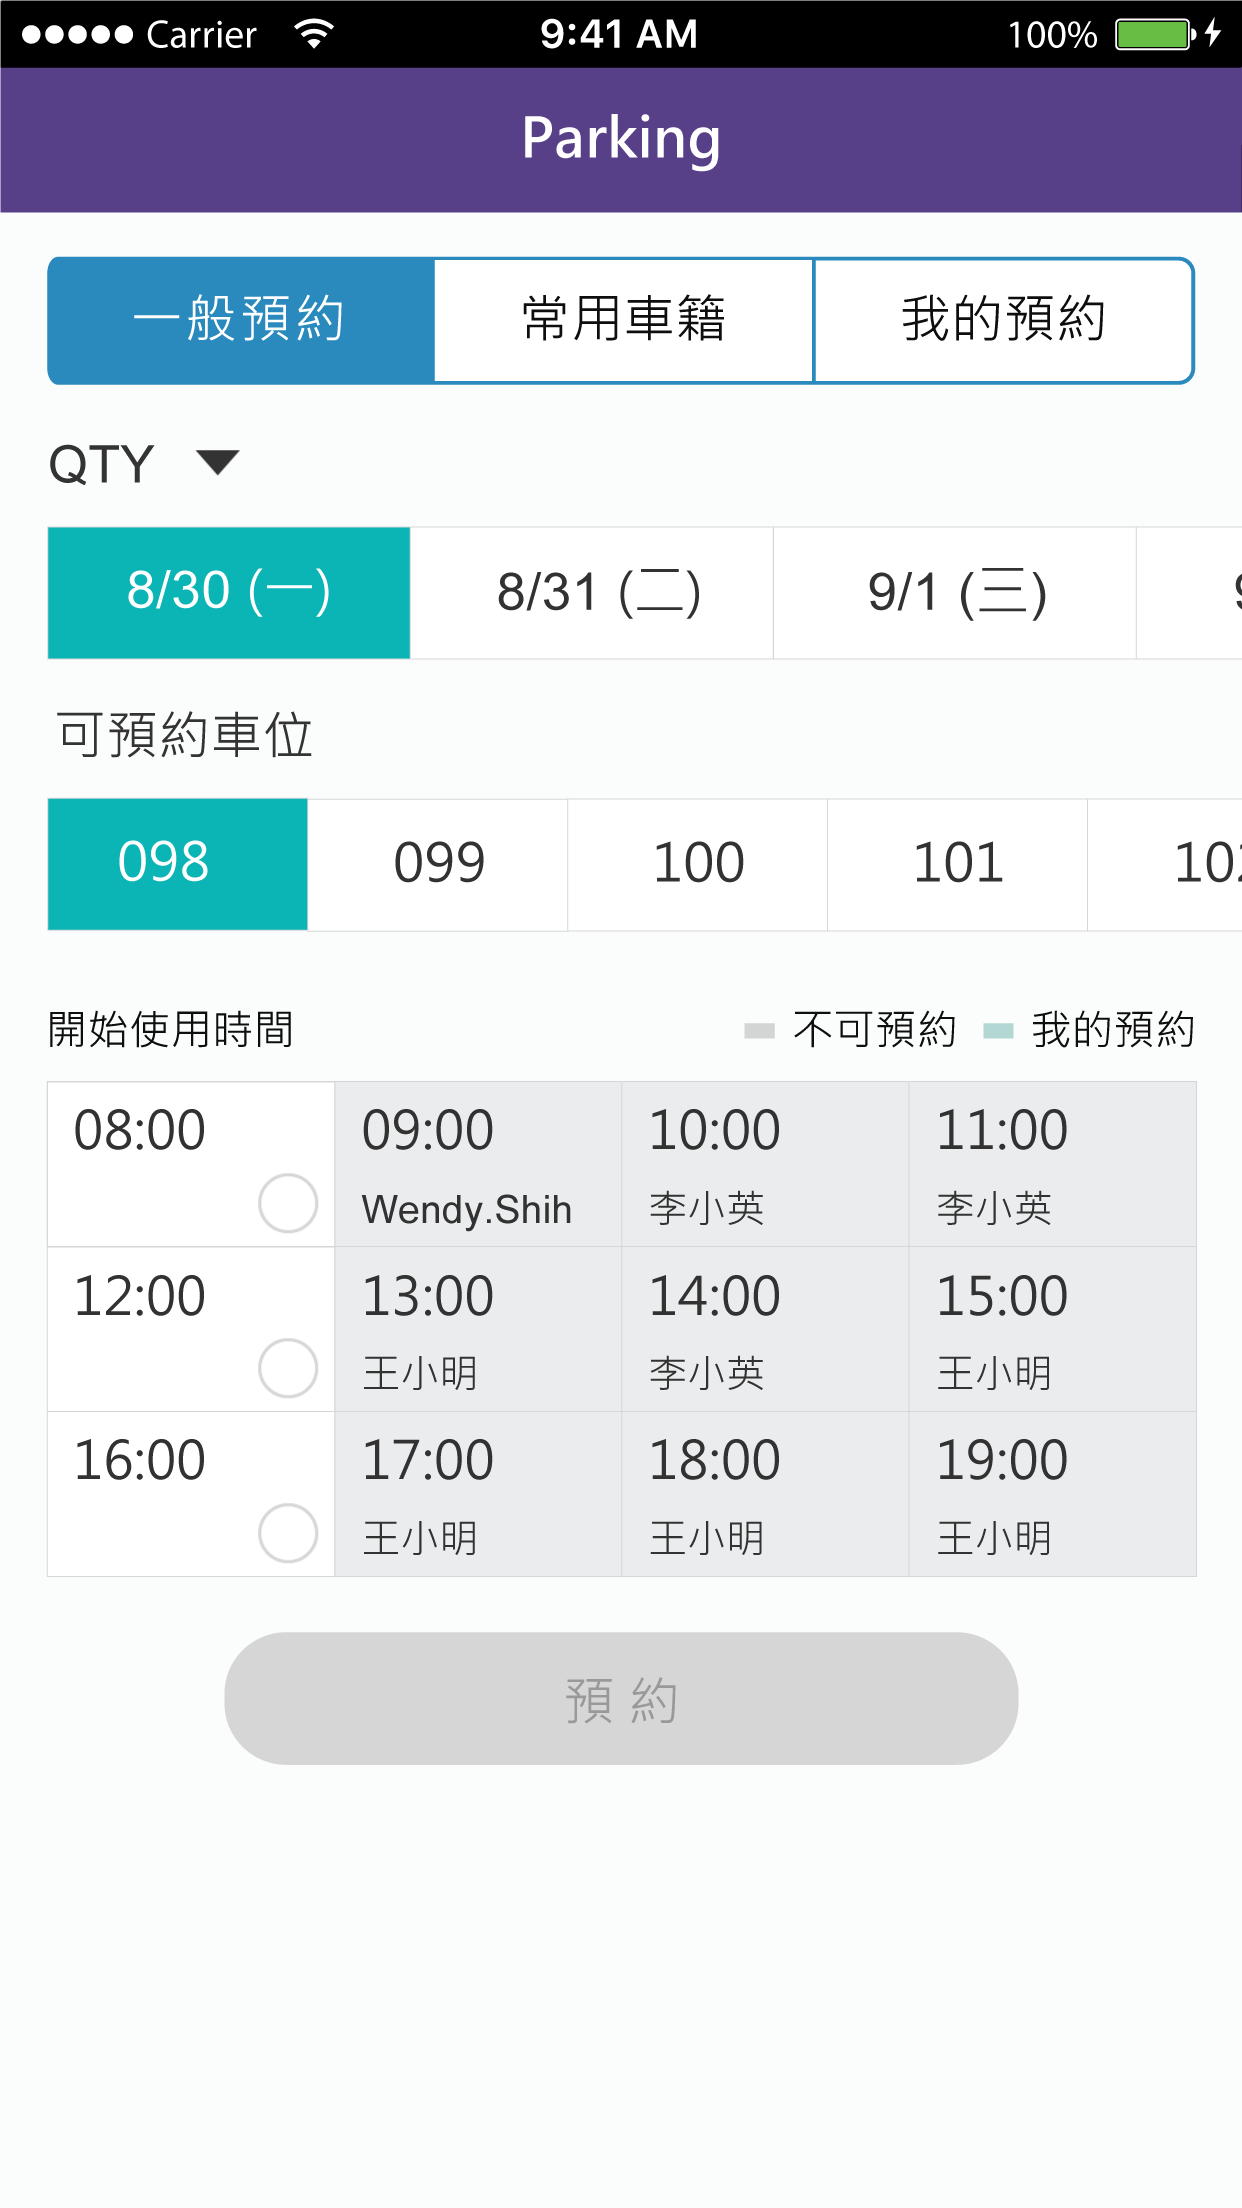 Carrier 9:41 AM 100%
Parking
一般預約 常用車籍 我的預約
QTY
8/30 (一) 8/31 (二) 9/1 (三)
可預約車位
098 099 100 101
開始使用時間 不可預約 我的預約
08:00 09:00 10:00 11:00
Wendy.Shih 李小英 李小英
12:00 13:00 14:00 15:00
王小明 李小英 王小明
16:00 17:00 18:00 19:00
王小明 王小明 王小明
預約